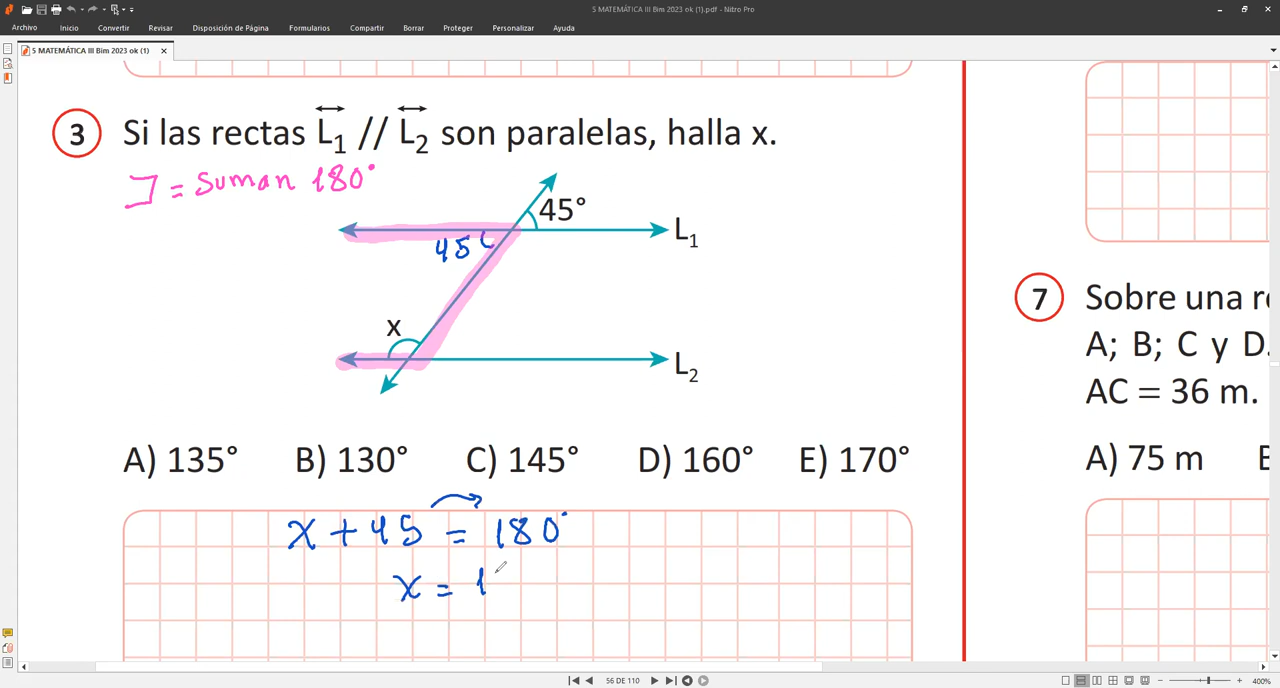 5 MATEMÁTICA III Bim 2023 ok (1).pdf - Nitro Pro
Archivo Inicio Convertir Revisar Disposición de Página Formularios Compartir Borrar Proteger Personalizar Ayuda
5 MATEMÁTICA III Bim 2023 ok (1)
3 Si las rectas L1 // L2 son paralelas, halla x.
= Suman 180°
45°
L1
45
x
L2
A) 135° B) 130° C) 145° D) 160° E) 170°
x + 45 = 180°
x = 1
7 Sobre una re
A; B; C y D.
AC = 36 m.
A) 75 m
56 DE 110
400%